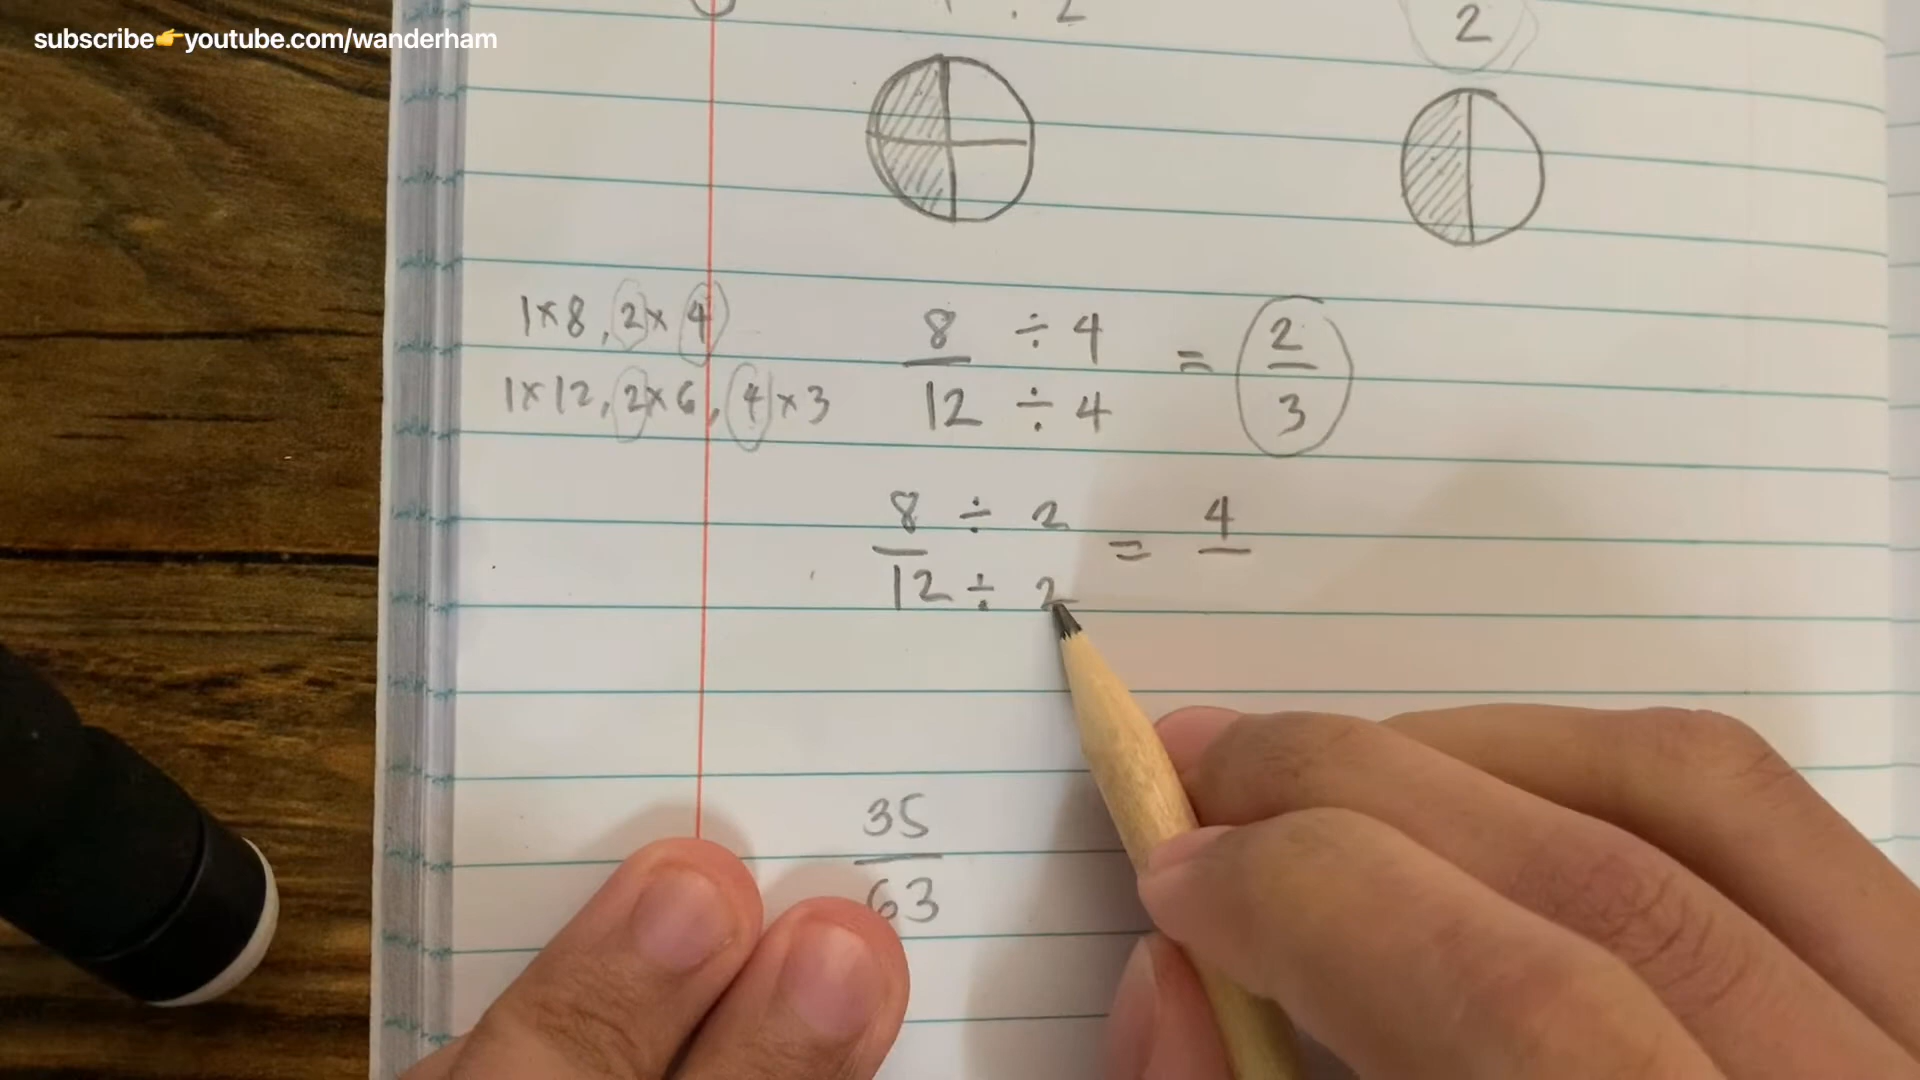 subscribe👉youtube.com/wanderham
2
2
1×8, 2×4
1×12, 2×6, 4×3
8 ÷ 4
12 ÷ 4
=
2
3
8 ÷ 2
12 ÷ 2
=
4
35
63